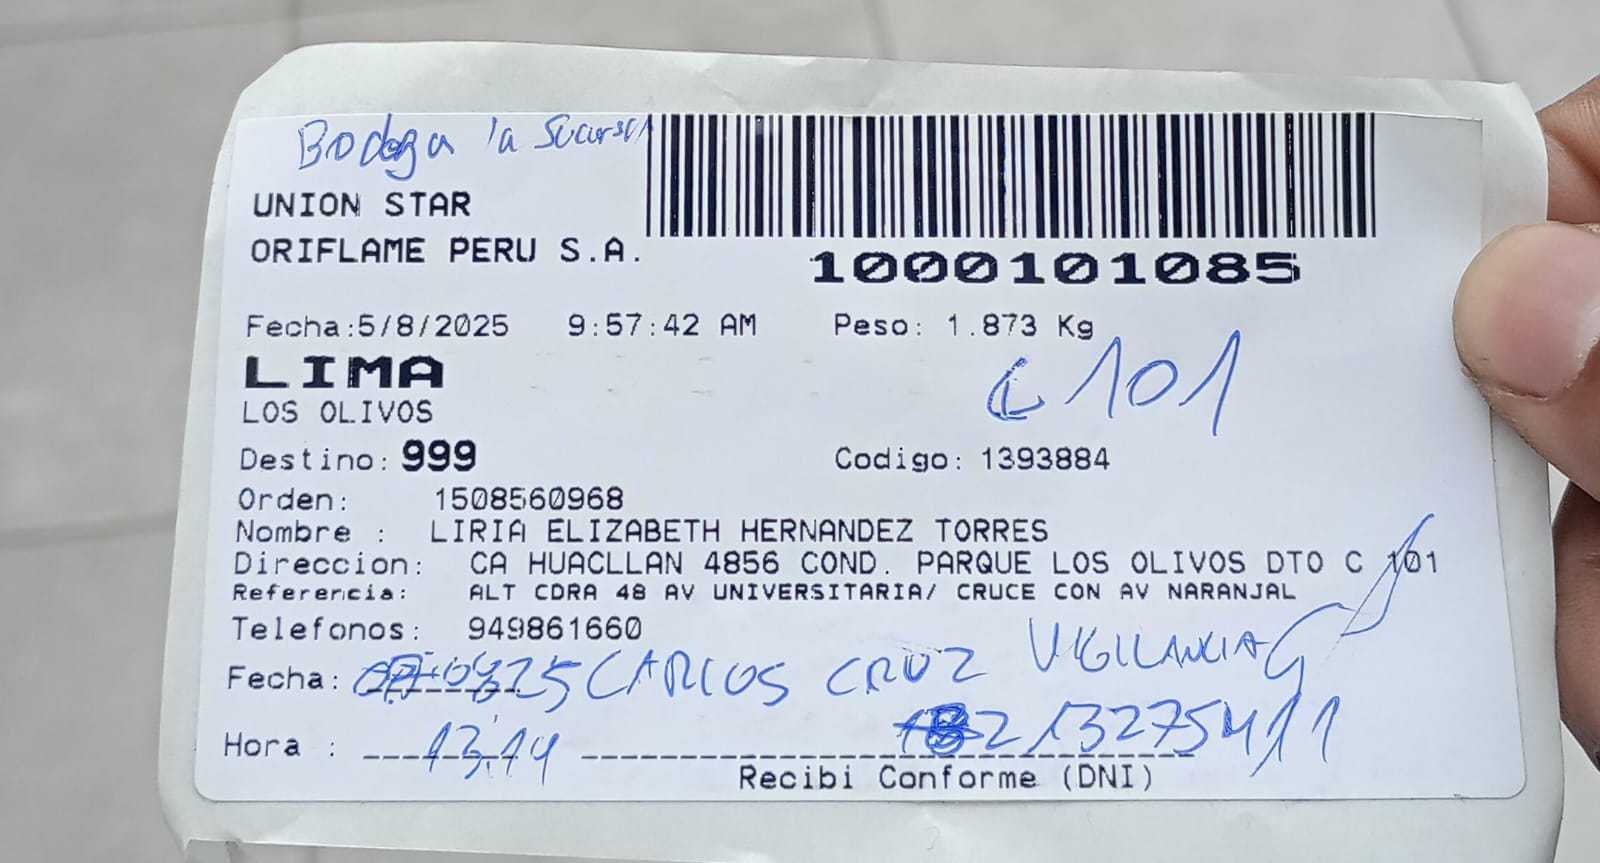 Bodega la Sucursal
UNION STAR
ORIFLAME PERU S.A.
1000101085
Fecha:5/8/2025 9:57:42 AM Peso: 1.873 Kg
LIMA
C 101
LOS OLIVOS
Destino: 999 Codigo: 1393884
Orden: 1508560968
Nombre : LIRIA ELIZABETH HERNANDEZ TORRES
Direccion: CA HUACLLAN 4856 COND. PARQUE LOS OLIVOS DTO C 101
Referencia: ALT CDRA 48 AV UNIVERSITARIA/ CRUCE CON AV NARANJAL
Telefonos: 949861660
Fecha: CARLOS CRUZ VIGILANCIA
Hora : 13:14
Recibi Conforme (DNI)